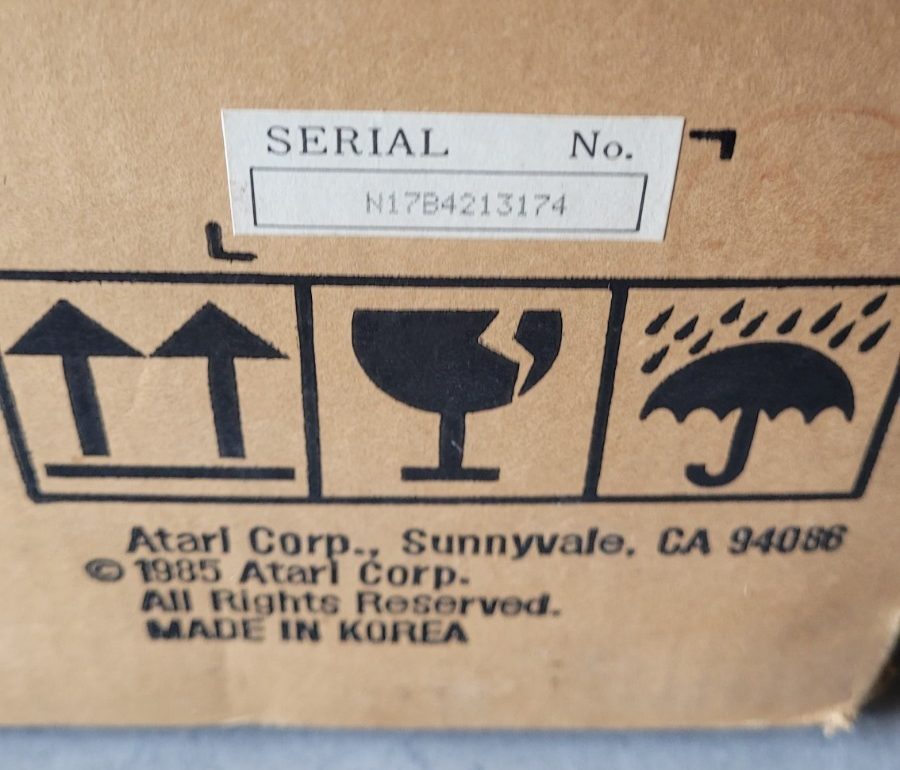 SERIAL No.
N17B4213174
Atari Corp., Sunnyvale, CA 94086
© 1985 Atari Corp.
All Rights Reserved.
MADE IN KOREA